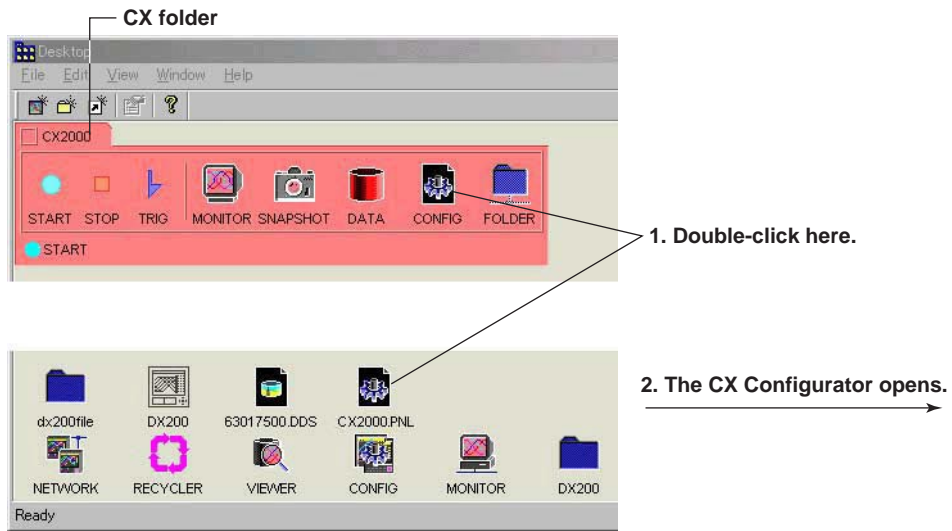 CX folder
Desktop
File Edit View Window Help
CX2000
START STOP TRIG MONITOR SNAPSHOT DATA CONFIG FOLDER
START
1. Double-click here.
dx200file DX200 63017500.DDS CX2000.PNL
2. The CX Configurator opens.
NETWORK RECYCLER VIEWER CONFIG MONITOR DX200
Ready